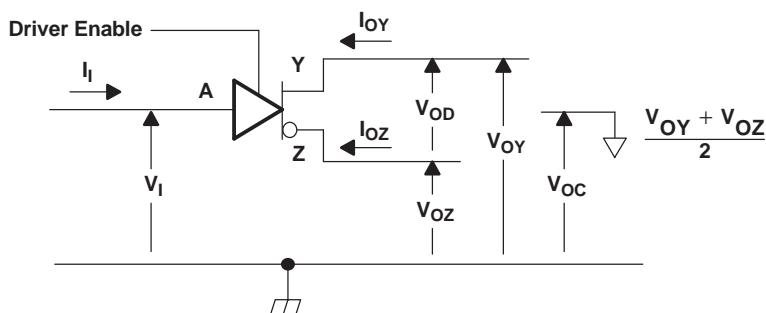 Driver Enable
I_OY
I_I
A
Y
V_OD
V_OY
V_OY + V_OZ
2
Z
I_OZ
V_I
V_OZ
V_OC